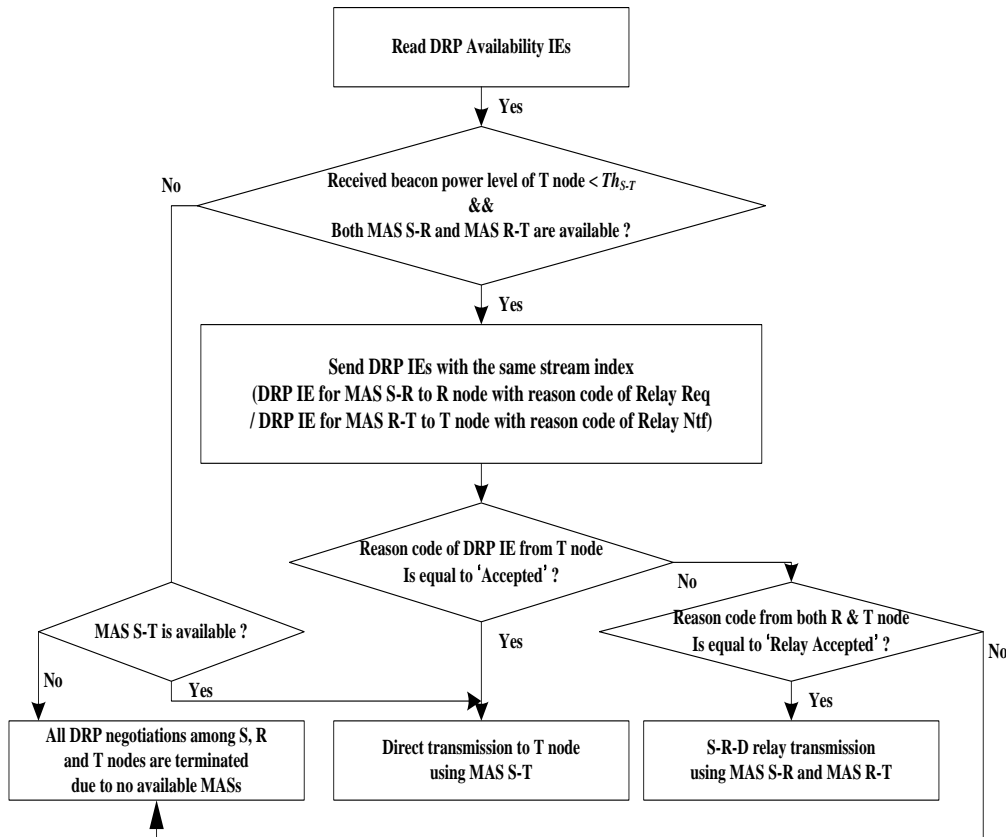 Read DRP Availability IEs
Yes
No
Received beacon power level of T node < Th_{S-T}
&&
Both MAS S-R and MAS R-T are available ?
Yes
Send DRP IEs with the same stream index
(DRP IE for MAS S-R to R node with reason code of Relay Req
/ DRP IE for MAS R-T to T node with reason code of Relay Ntf)
Reason code of DRP IE from T node
Is equal to ‘Accepted’ ?
No
Reason code from both R & T node
Is equal to ‘Relay Accepted’ ?
No
MAS S-T is available ?
Yes
No
Yes
Yes
All DRP negotiations among S, R
and T nodes are terminated
due to no available MASs
Direct transmission to T node
using MAS S-T
S-R-D relay transmission
using MAS S-R and MAS R-T